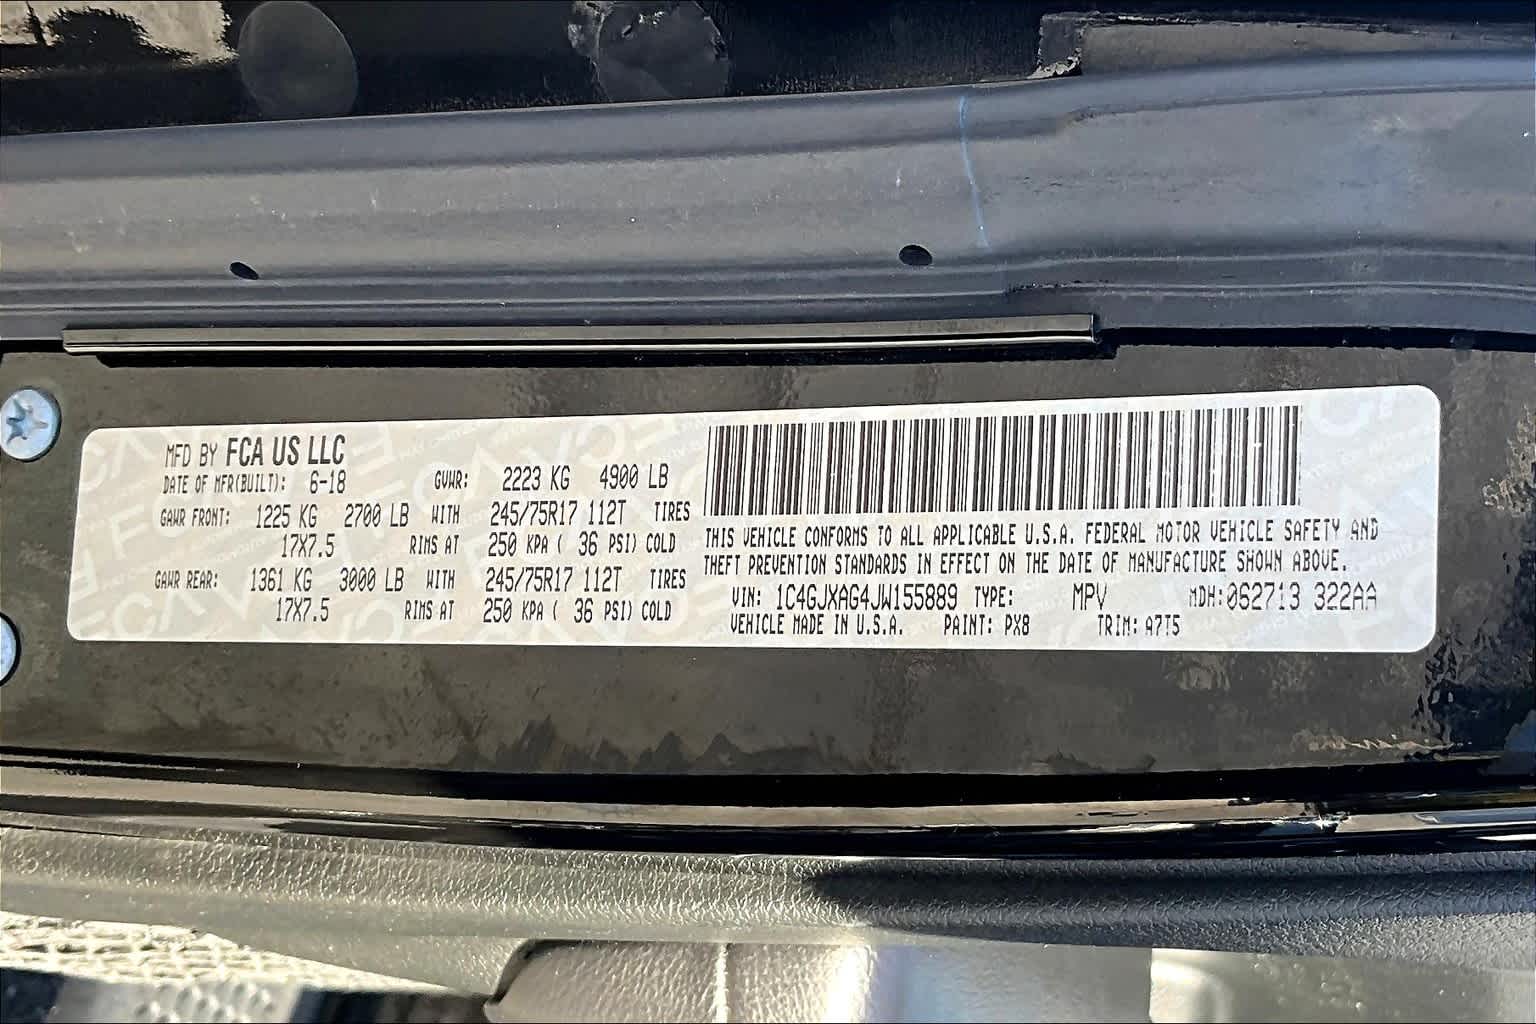 MFD BY FCA US LLC
DATE OF MFR(BUILT): 6-18 GVWR: 2223 KG 4900 LB
GAWR FRONT: 1225 KG 2700 LB WITH 245/75R17 112T TIRES
17X7.5 RIMS AT 250 KPA ( 36 PSI) COLD
GAWR REAR: 1361 KG 3000 LB WITH 245/75R17 112T TIRES
17X7.5 RIMS AT 250 KPA ( 36 PSI) COLD
THIS VEHICLE CONFORMS TO ALL APPLICABLE U.S.A. FEDERAL MOTOR VEHICLE SAFETY AND
THEFT PREVENTION STANDARDS IN EFFECT ON THE DATE OF MANUFACTURE SHOWN ABOVE.
VIN: 1C4GJXAG4JW155889 TYPE: MPV MDH: 062713 322AA
VEHICLE MADE IN U.S.A. PAINT: PX8 TRIM: A7T5